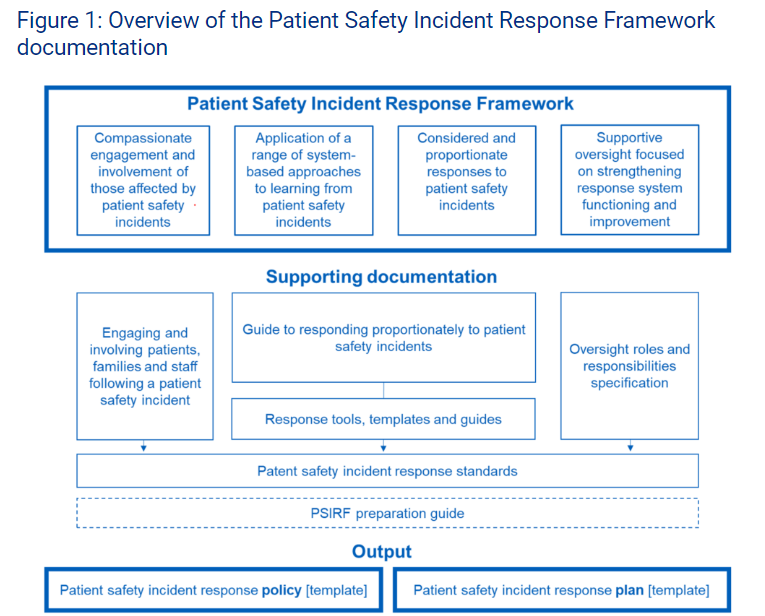 Figure 1: Overview of the Patient Safety Incident Response Framework
documentation
Patient Safety Incident Response Framework
Compassionate
engagement and
involvement of
those affected by
patient safety
incidents
Application of a
range of system-
based approaches
to learning from
patient safety
incidents
Considered and
proportionate
responses to
patient safety
incidents
Supportive
oversight focused
on strengthening
response system
functioning and
improvement
Supporting documentation
Engaging and
involving patients,
families and staff
following a patient
safety incident
Guide to responding proportionately to patient
safety incidents
Response tools, templates and guides
Oversight roles and
responsibilities
specification
Patent safety incident response standards
PSIRF preparation guide
Output
Patient safety incident response policy [template]
Patient safety incident response plan [template]